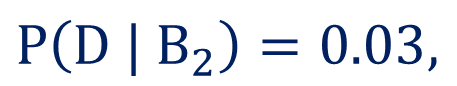 P(D | B₂) = 0.03,